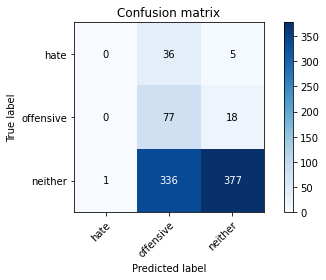 Confusion matrix
hate 0 36 5
offensive 0 77 18
neither 1 336 377
hate offensive neither
True label
Predicted label
350
300
250
200
150
100
50
0